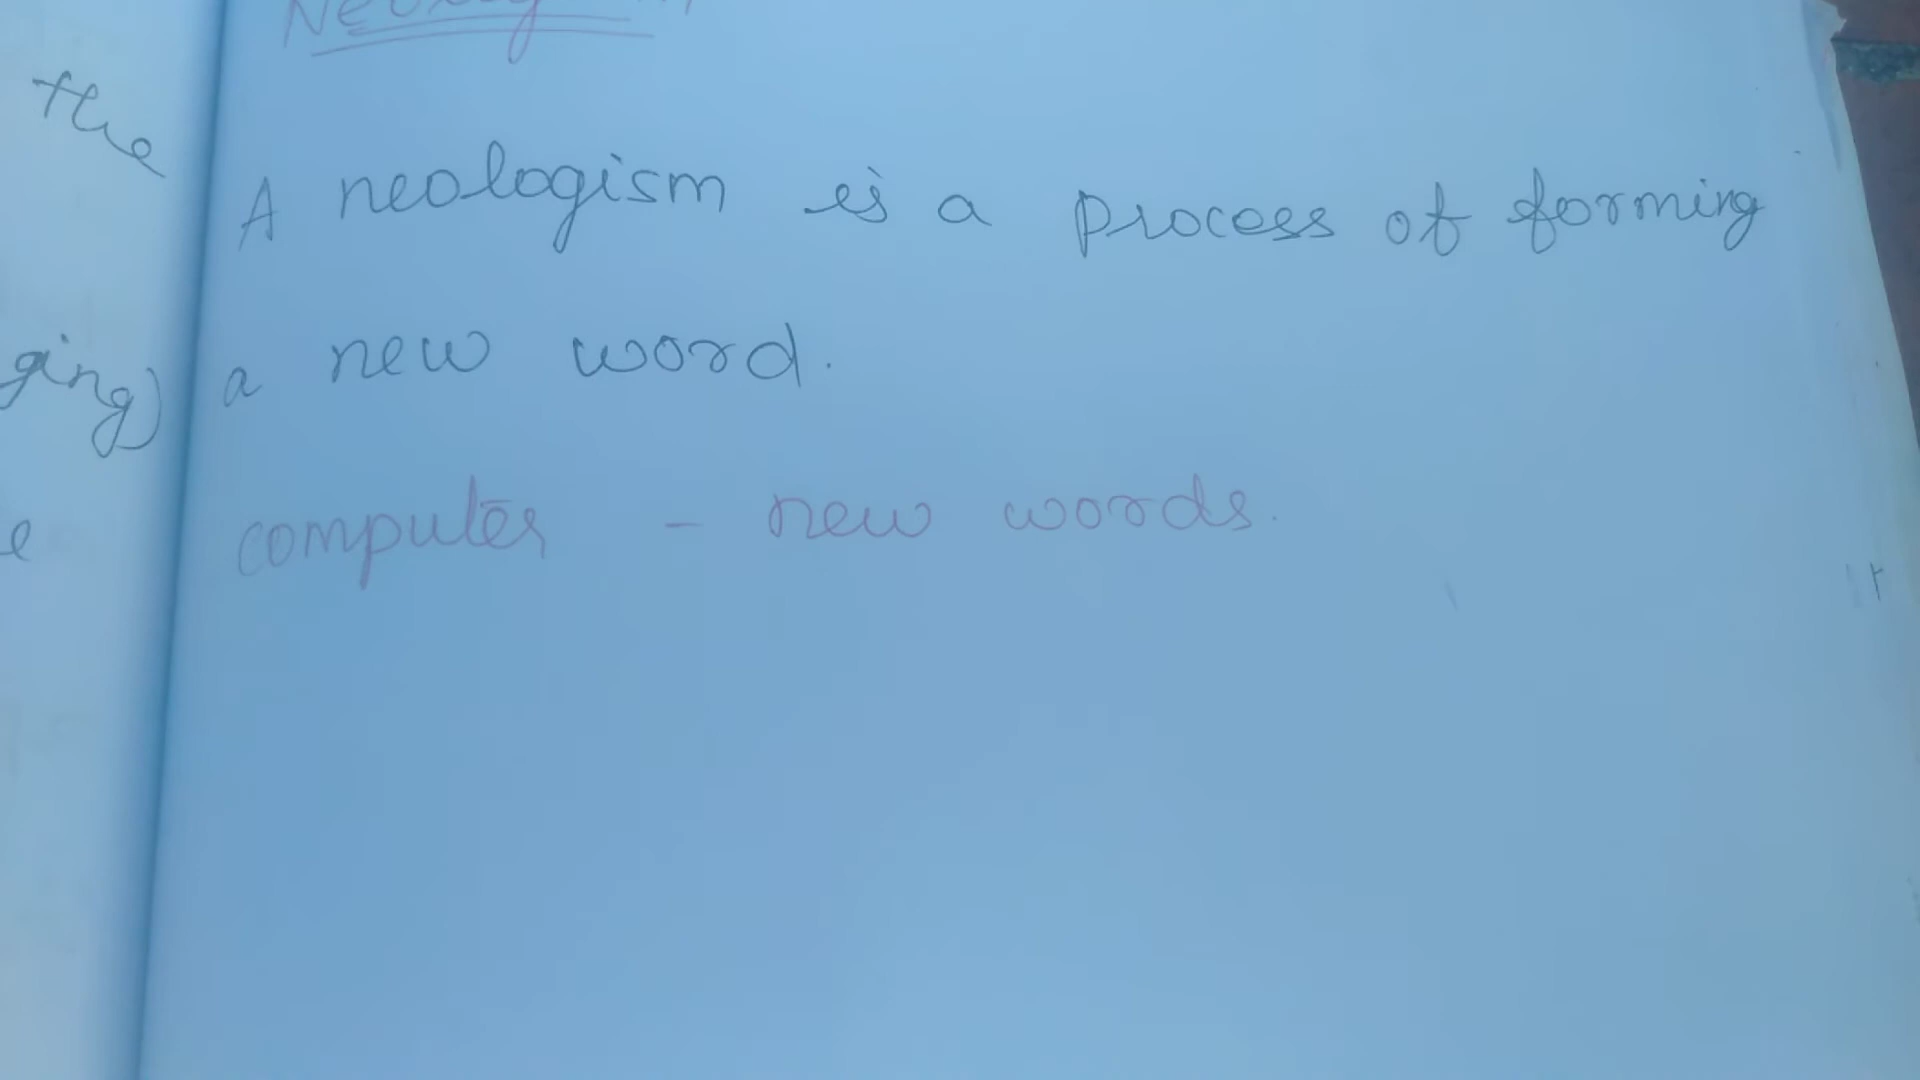 the
ging)
e
A neologism is a process of forming
a new word.
computer - new words.